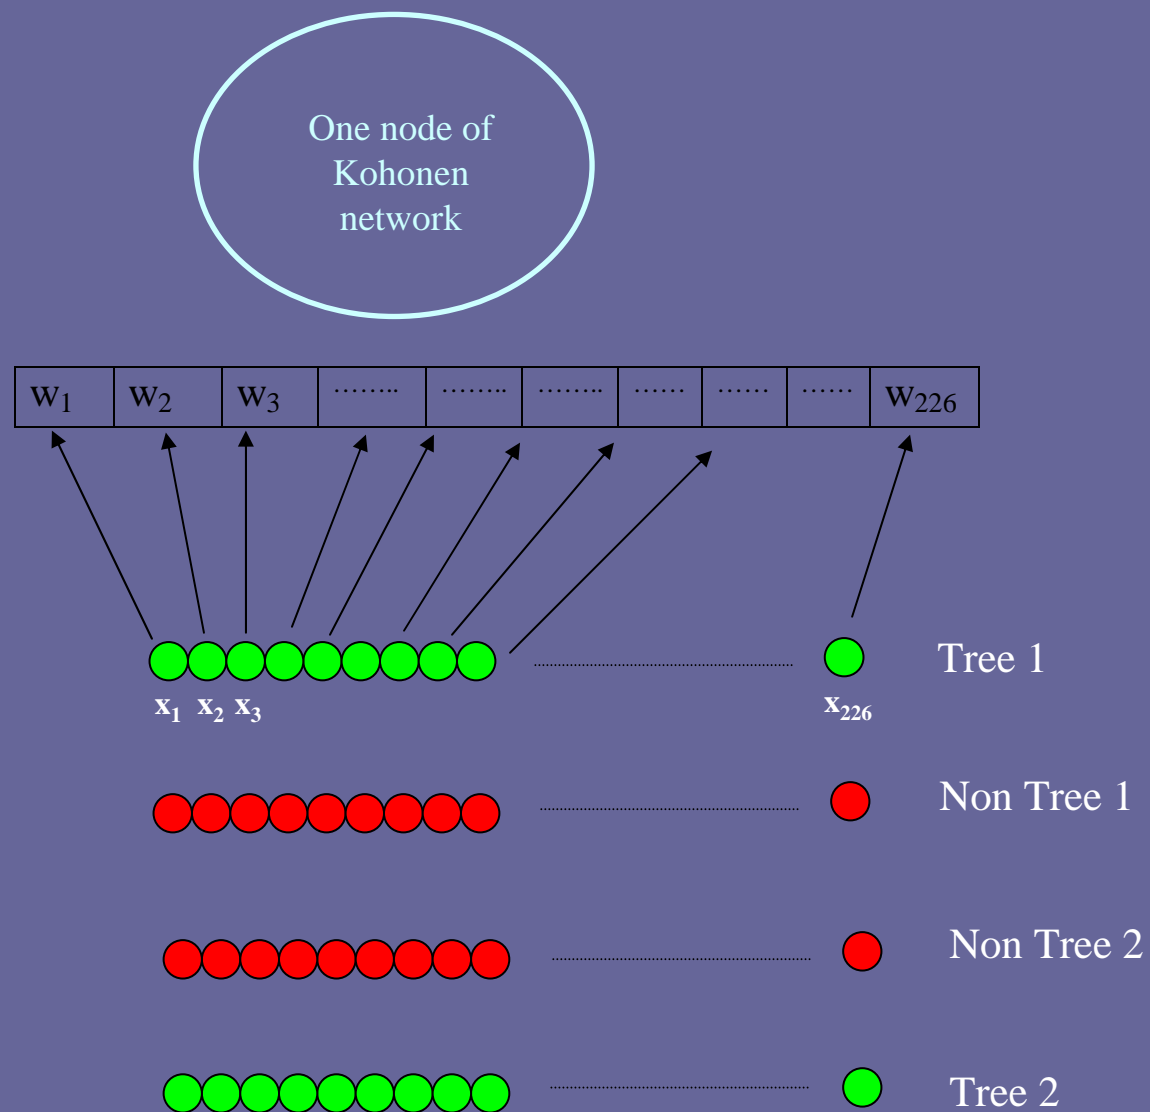 One node of
Kohonen
network
w₁ w₂ w₃ …….. …….. …….. …… …… …… w₂₂₆
Tree 1
x₁ x₂ x₃ x₂₂₆
Non Tree 1
Non Tree 2
Tree 2